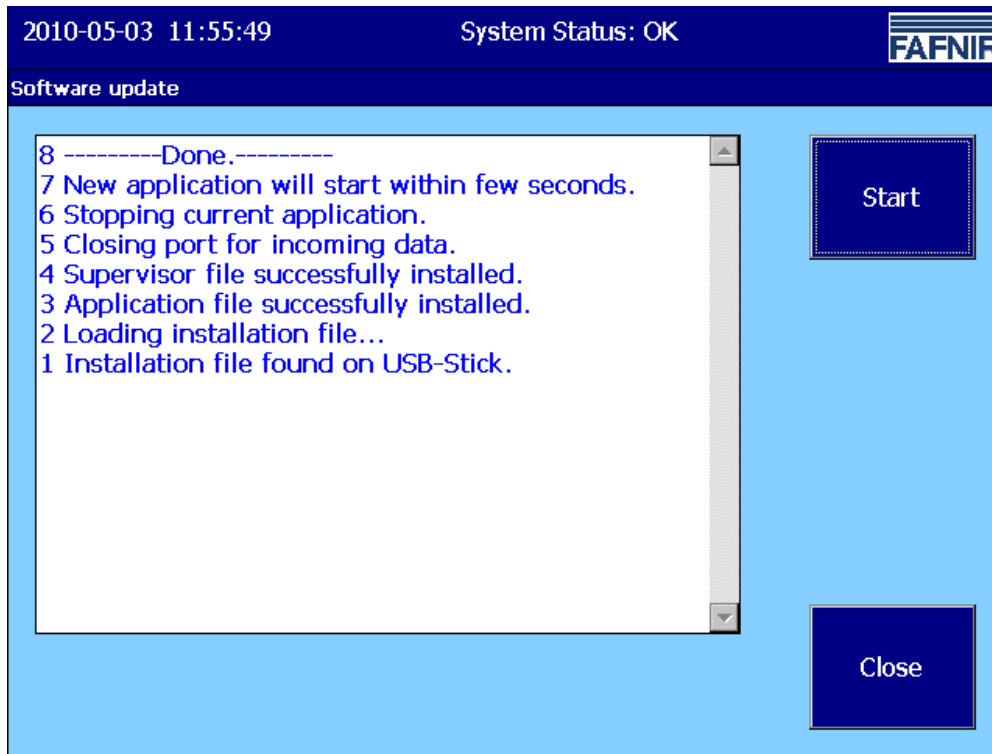 2010-05-03 11:55:49 System Status: OK FAFNIR
Software update
8 ---------Done.---------
7 New application will start within few seconds.
6 Stopping current application.
5 Closing port for incoming data.
4 Supervisor file successfully installed.
3 Application file successfully installed.
2 Loading installation file...
1 Installation file found on USB-Stick.
Start
Close